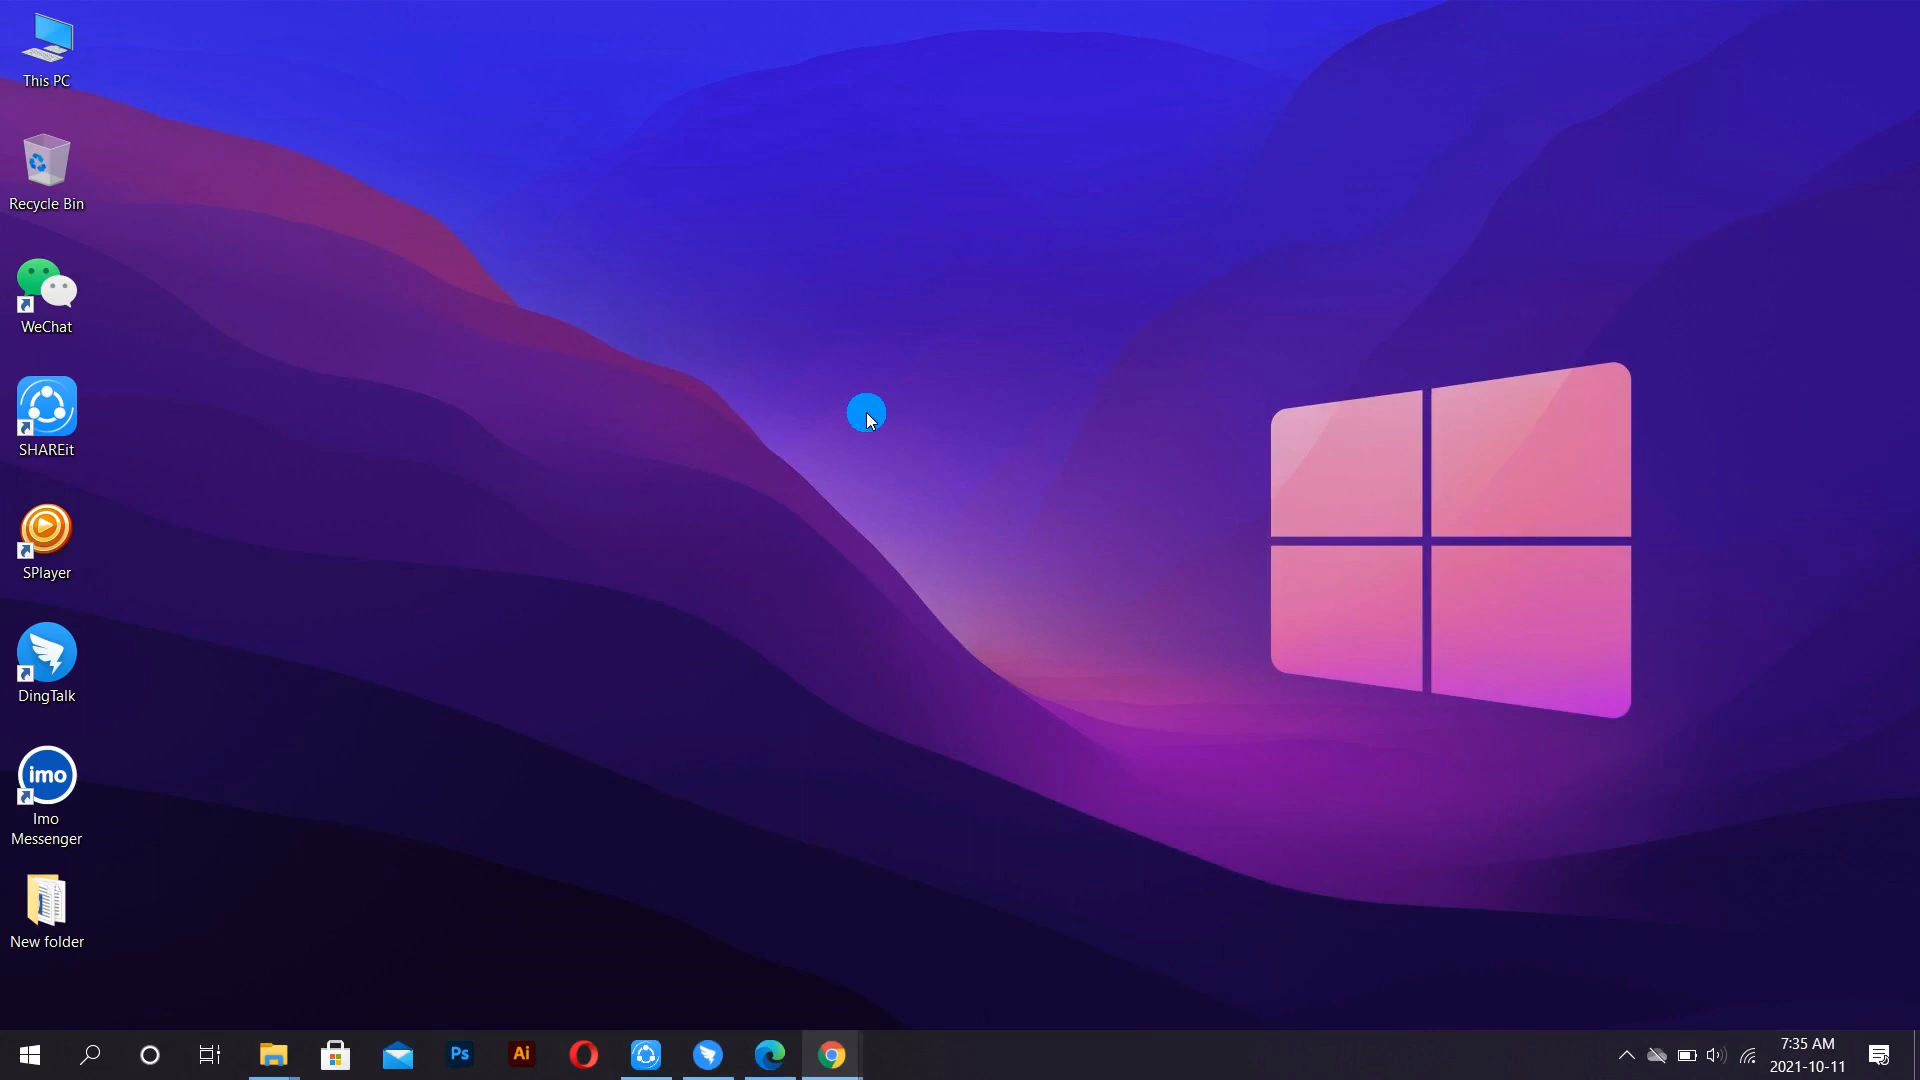 This PC
Recycle Bin
WeChat
SHAREit
SPlayer
DingTalk
imo
Imo
Messenger
New folder
Ps
Ai
7:35 AM
2021-10-11